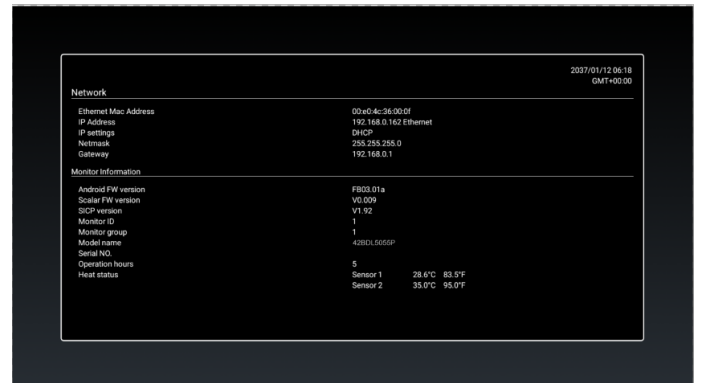 2037/01/12 06:18
GMT+00:00
Network
Ethernet Mac Address 00:e0:4c:36:00:0f
IP Address 192.168.0.162 Ethernet
IP settings DHCP
Netmask 255.255.255.0
Gateway 192.168.0.1
Monitor Information
Android FW version FB03.01a
Scalar FW version V0.009
SICP version V1.92
Monitor ID 1
Monitor group 1
Model name 42BDL5055P
Serial NO.
Operation hours 5
Heat status Sensor 1 28.6°C 83.5°F
Sensor 2 35.0°C 95.0°F